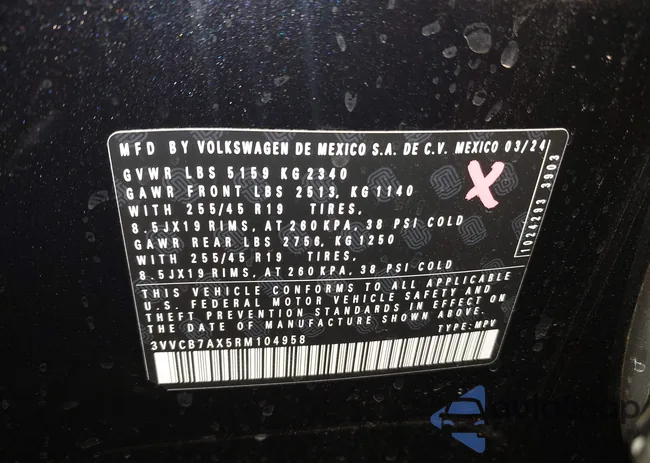 MFD BY VOLKSWAGEN DE MEXICO S.A. DE C.V. MEXICO 03/24
GVWR LBS 5159 KG 2340
GAWR FRONT LBS 2513, KG 1140
WITH 255/45 R19 TIRES,
8.5JX19 RIMS, AT 260 KPA, 38 PSI COLD
GAWR REAR LBS 2756, KG 1250
WITH 255/45 R19 TIRES,
8.5JX19 RIMS, AT 260 KPA, 38 PSI COLD
X
1024293 3903
THIS VEHICLE CONFORMS TO ALL APPLICABLE
U.S. FEDERAL MOTOR VEHICLE SAFETY AND
THEFT PREVENTION STANDARDS IN EFFECT ON
THE DATE OF MANUFACTURE SHOWN ABOVE.
TYPE: MPV
3VVCB7AX5RM104958